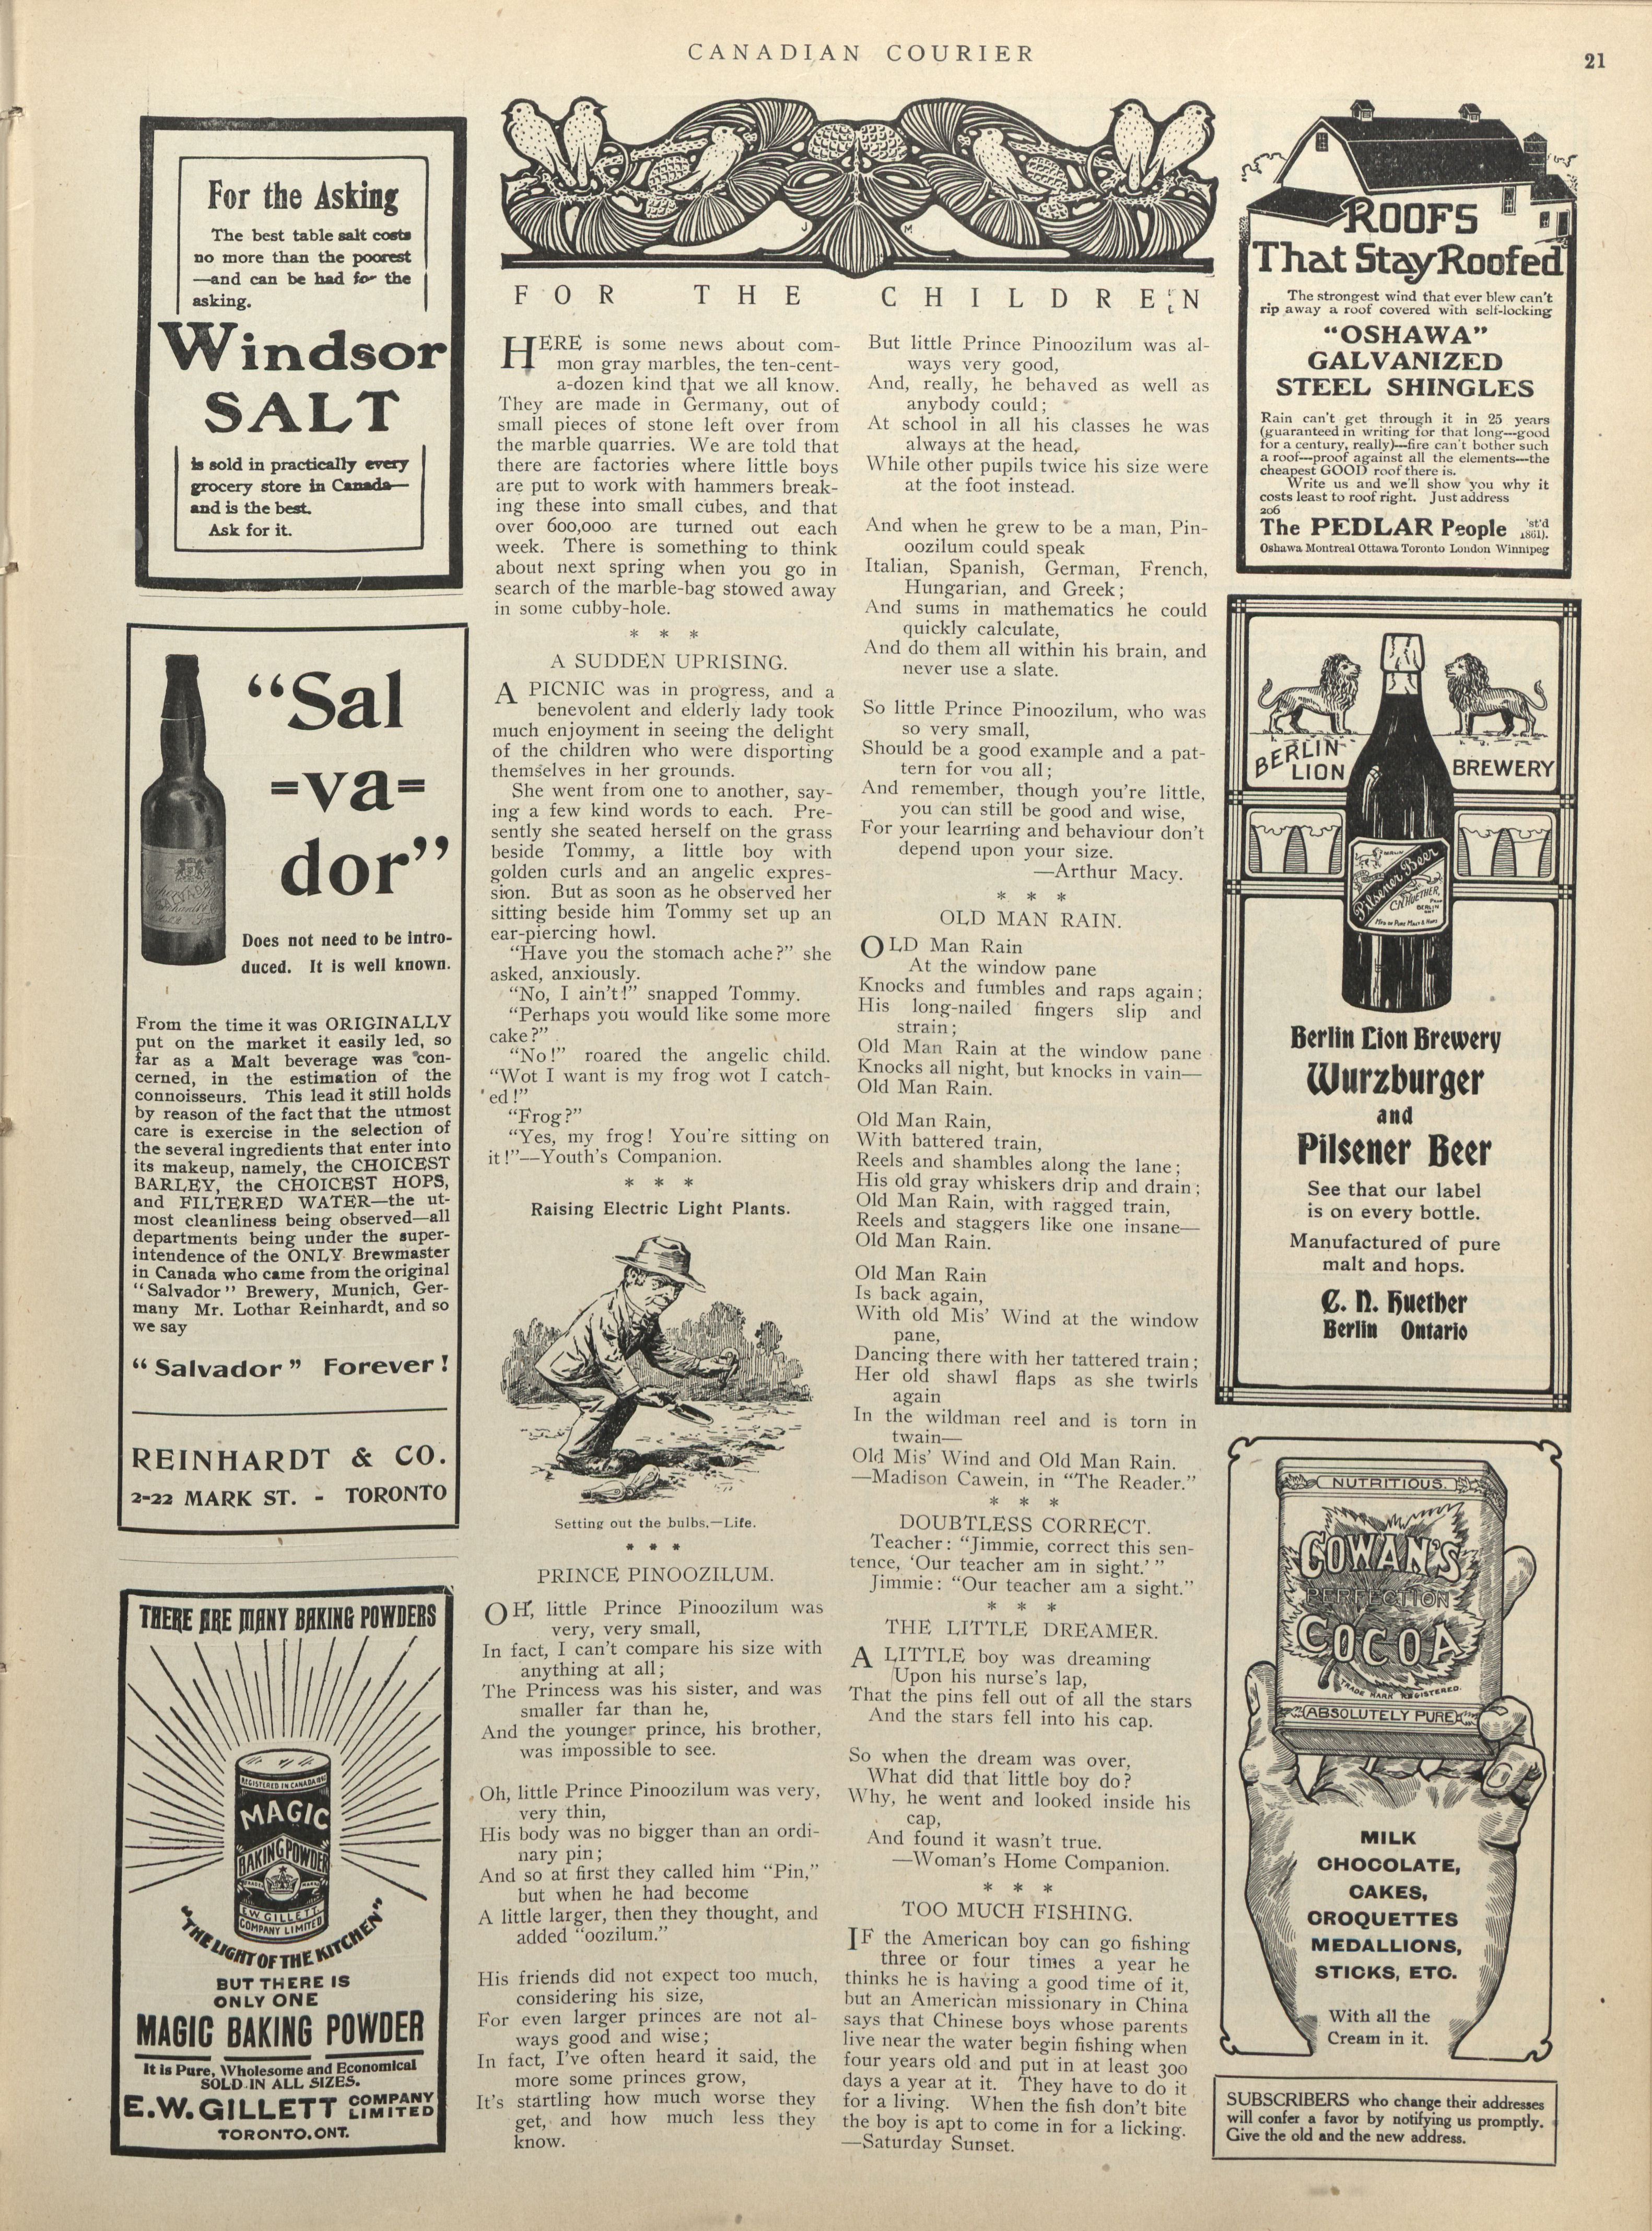 CANADIAN COURIER
21
For the Asking
The best table salt costs
no more than the poorest
—and can be had for the
asking.
Windsor
SALT
is sold in practically every
grocery store in Canada—
and is the best.
Ask for it.
"Sal
=va=
dor"
Does not need to be intro-
duced. It is well known.
From the time it was ORIGINALLY
put on the market it easily led, so
far as a Malt beverage was con-
cerned, in the estimation of the
connoisseurs. This lead it still holds
by reason of the fact that the utmost
care is exercise in the selection of
the several ingredients that enter into
its makeup, namely, the CHOICEST
BARLEY, the CHOICEST HOPS,
and FILTERED WATER—the ut-
most cleanliness being observed—all
departments being under the super-
intendence of the ONLY Brewmaster
in Canada who came from the original
"Salvador" Brewery, Munich, Ger-
many Mr. Lothar Reinhardt, and so
we say
"Salvador" Forever!
REINHARDT & CO.
2-22 MARK ST. - TORONTO
THERE ARE MANY BAKING POWDERS
REGISTERED IN CANADA
MAGIC
BAKING POWDER
E.W. GILLETT
COMPANY LIMITED
"THE LIGHT OF THE KITCHEN"
BUT THERE IS
ONLY ONE
MAGIC BAKING POWDER
It is Pure, Wholesome and Economical
SOLD IN ALL SIZES.
E.W. GILLETT COMPANY LIMITED
TORONTO, ONT.
J M
FOR THE CHILDREN
HERE is some news about com-
mon gray marbles, the ten-cent-
a-dozen kind that we all know.
They are made in Germany, out of
small pieces of stone left over from
the marble quarries. We are told that
there are factories where little boys
are put to work with hammers break-
ing these into small cubes, and that
over 600,000 are turned out each
week. There is something to think
about next spring when you go in
search of the marble-bag stowed away
in some cubby-hole.
* * *
A SUDDEN UPRISING.
A PICNIC was in progress, and a
benevolent and elderly lady took
much enjoyment in seeing the delight
of the children who were disporting
themselves in her grounds.
She went from one to another, say-
ing a few kind words to each. Pre-
sently she seated herself on the grass
beside Tommy, a little boy with
golden curls and an angelic expres-
sion. But as soon as he observed her
sitting beside him Tommy set up an
ear-piercing howl.
"Have you the stomach ache?" she
asked, anxiously.
"No, I ain't!" snapped Tommy.
"Perhaps you would like some more
cake?"
"No!" roared the angelic child.
"Wot I want is my frog wot I catch-
ed!"
"Frog?"
"Yes, my frog! You're sitting on
it!"—Youth's Companion.
* * *
Raising Electric Light Plants.
Setting out the bulbs.—Life.
* * *
PRINCE PINOOZILUM.
OH, little Prince Pinoozilum was
very, very small,
In fact, I can't compare his size with
anything at all;
The Princess was his sister, and was
smaller far than he,
And the younger prince, his brother,
was impossible to see.
Oh, little Prince Pinoozilum was very,
very thin,
His body was no bigger than an ordi-
nary pin;
And so at first they called him "Pin,"
but when he had become
A little larger, then they thought, and
added "oozilum."
His friends did not expect too much,
considering his size,
For even larger princes are not al-
ways good and wise;
In fact, I've often heard it said, the
more some princes grow,
It's startling how much worse they
get, and how much less they
know.
But little Prince Pinoozilum was al-
ways very good,
And, really, he behaved as well as
anybody could;
At school in all his classes he was
always at the head,
While other pupils twice his size were
at the foot instead.
And when he grew to be a man, Pin-
oozilum could speak
Italian, Spanish, German, French,
Hungarian, and Greek;
And sums in mathematics he could
quickly calculate,
And do them all within his brain, and
never use a slate.
So little Prince Pinoozilum, who was
so very small,
Should be a good example and a pat-
tern for you all;
And remember, though you're little,
you can still be good and wise,
For your learning and behaviour don't
depend upon your size.
—Arthur Macy.
* * *
OLD MAN RAIN.
OLD Man Rain
At the window pane
Knocks and fumbles and raps again;
His long-nailed fingers slip and
strain;
Old Man Rain at the window pane
Knocks all night, but knocks in vain—
Old Man Rain.
Old Man Rain,
With battered train,
Reels and shambles along the lane;
His old gray whiskers drip and drain;
Old Man Rain, with ragged train,
Reels and staggers like one insane—
Old Man Rain.
Old Man Rain
Is back again,
With old Mis' Wind at the window
pane,
Dancing there with her tattered train;
Her old shawl flaps as she twirls
again
In the wildman reel and is torn in
twain—
Old Mis' Wind and Old Man Rain.
—Madison Cawein, in "The Reader."
* * *
DOUBTLESS CORRECT.
Teacher: "Jimmie, correct this sen-
tence, 'Our teacher am in sight.'"
Jimmie: "Our teacher am a sight."
* * *
THE LITTLE DREAMER.
A LITTLE boy was dreaming
Upon his nurse's lap,
That the pins fell out of all the stars
And the stars fell into his cap.
So when the dream was over,
What did that little boy do?
Why, he went and looked inside his
cap,
And found it wasn't true.
—Woman's Home Companion.
* * *
TOO MUCH FISHING.
IF the American boy can go fishing
three or four times a year he
thinks he is having a good time of it,
but an American missionary in China
says that Chinese boys whose parents
live near the water begin fishing when
four years old and put in at least 300
days a year at it. They have to do it
for a living. When the fish don't bite
the boy is apt to come in for a licking.
—Saturday Sunset.
ROOFS
That Stay Roofed
The strongest wind that ever blew can't
rip away a roof covered with self-locking
"OSHAWA"
GALVANIZED
STEEL SHINGLES
Rain can't get through it in 25 years
(guaranteed in writing for that long—good
for a century, really)—fire can't bother such
a roof—proof against all the elements—the
cheapest GOOD roof there is.
Write us and we'll show you why it
costs least to roof right. Just address
206
The PEDLAR People 'st'd 1861).
Oshawa Montreal Ottawa Toronto London Winnipeg
BERLIN
LION
BREWERY
BERLIN
Pilsener Beer
C.N. HUETHER,
BERLIN
Berlin Lion Brewery
Wurzburger
and
Pilsener Beer
See that our label
is on every bottle.
Manufactured of pure
malt and hops.
C. N. Huether
Berlin Ontario
NUTRITIOUS.
COWAN'S
PERFECTION
COCOA
TRADE MARK REGISTERED.
ABSOLUTELY PURE
MILK
CHOCOLATE,
CAKES,
CROQUETTES
MEDALLIONS,
STICKS, ETC.
With all the
Cream in it.
SUBSCRIBERS who change their addresses
will confer a favor by notifying us promptly.
Give the old and the new address.